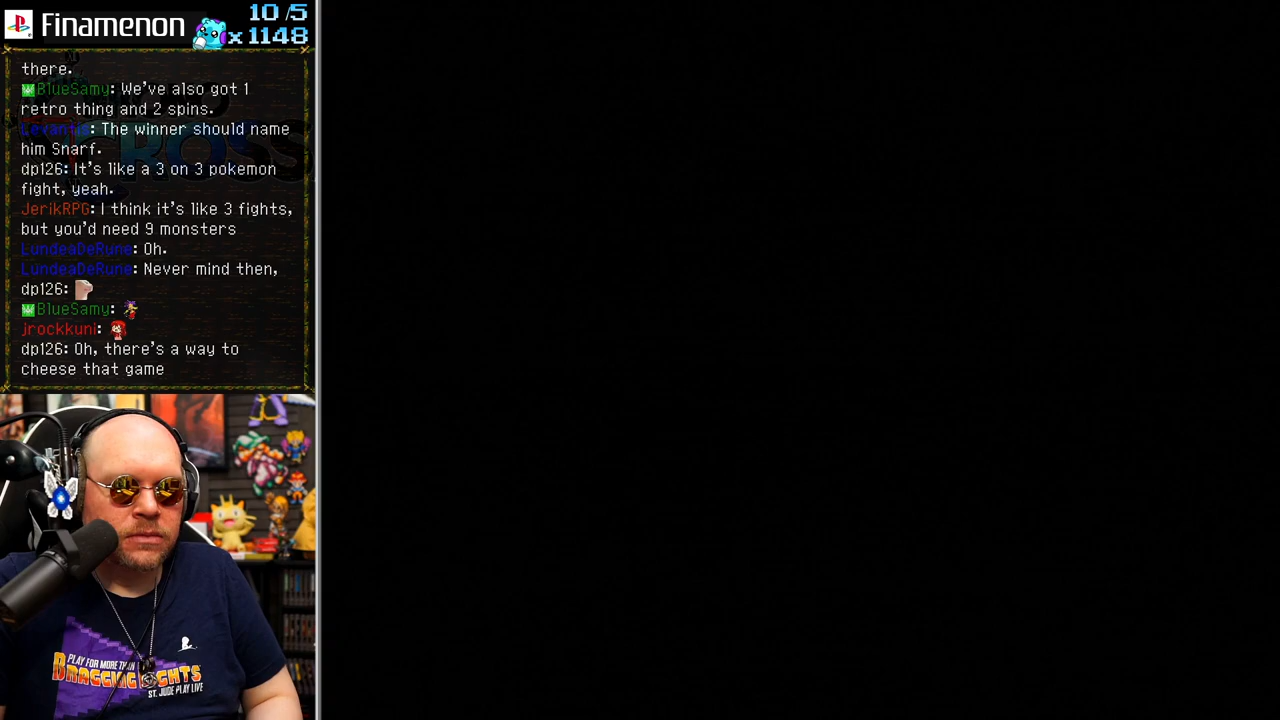 Finamenon
10/5
x1148
there.
BlueSamy: We've also got 1
retro thing and 2 spins.
Levantis: The winner should name
him Snarf.
dp126: It's like a 3 on 3 pokemon
fight, yeah.
JerikRPG: I think it's like 3 fights,
but you'd need 9 monsters
LundeaDeRune: Oh.
LundeaDeRune: Never mind then,
dp126:
BlueSamy:
jrockkuni:
dp126: Oh, there's a way to
cheese that game
CROSS
PLAY FOR MORE THAN
BRAGGING RIGHTS
ST. JUDE PLAY LIVE